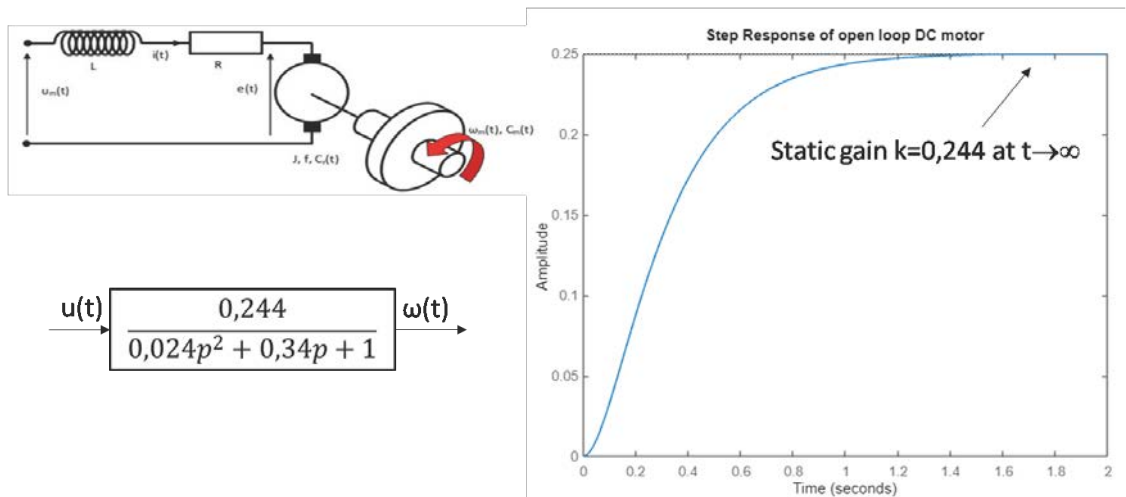 i(t)
L
R
uₘ(t)
e(t)
ωₘ(t), Cₘ(t)
J, f, Cᵣ(t)
u(t)
0,244
0,024p² + 0,34p + 1
ω(t)
Step Response of open loop DC motor
Amplitude
0.25
0.2
0.15
0.1
0.05
0
Static gain k=0,244 at t→∞
0 0.2 0.4 0.6 0.8 1 1.2 1.4 1.6 1.8 2
Time (seconds)